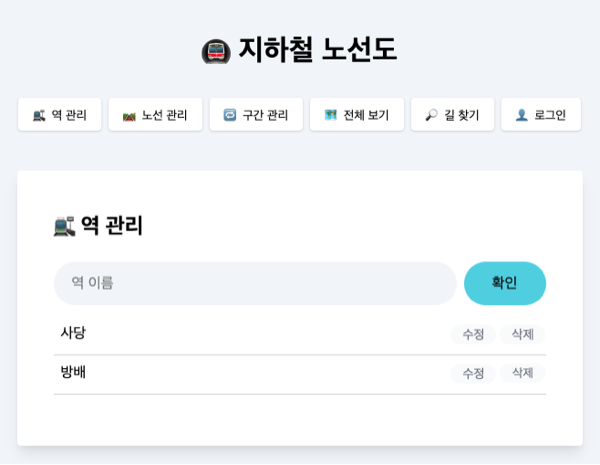 지하철 노선도
역 관리 노선 관리 구간 관리 전체 보기 길 찾기 로그인
역 관리
역 이름 확인
사당 수정 삭제
방배 수정 삭제